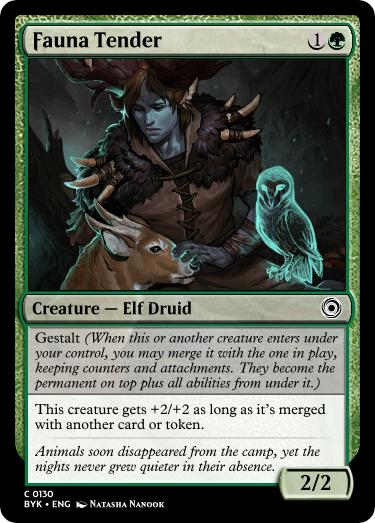 Fauna Tender 1
Creature — Elf Druid
Gestalt (When this or another creature enters
under your control, you may merge it with the one in play,
keeping counters and attachments. They become the
permanent on top plus all abilities from under it.)
This creature gets +2/+2 as long as it's merged
with another card or token.
Animals soon disappeared from the camp, yet the
nights never grew quieter in their absence.
2/2
C 0130
BYK • ENG Natasha Nanook